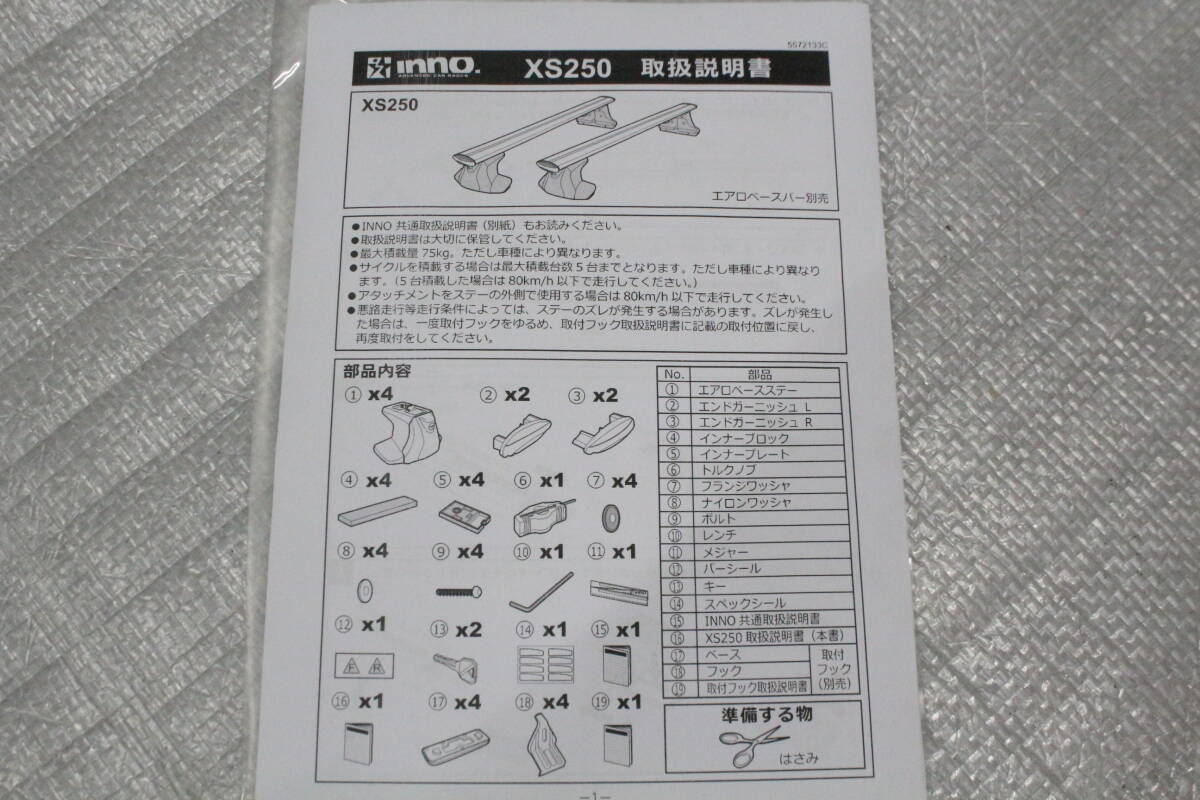 5572133C
INNO. XS250 取扱説明書
ADVANCED CAR RACKS
XS250
エアロベースバー別売
●INNO 共通取扱説明書（別紙）もお読みください。
●取扱説明書は大切に保管してください。
●最大積載量 75kg。ただし車種により異なります。
●サイクルを積載する場合は最大積載台数 5 台までとなります。ただし車種により異なり
ます。（5 台積載した場合は 80km/h 以下で走行してください。）
●アタッチメントをステーの外側で使用する場合は 80km/h 以下で走行してください。
●悪路走行等走行条件によっては、ステーのズレが発生する場合があります。ズレが発生し
た場合は、一度取付フックをゆるめ、取付フック取扱説明書に記載の取付位置に戻し、
再度取付をしてください。
部品内容
① x4 ② x2 ③ x2
④ x4 ⑤ x4 ⑥ x1 ⑦ x4
⑧ x4 ⑨ x4 ⑩ x1 ⑪ x1
⑫ x1 ⑬ x2 ⑭ x1 ⑮ x1
F R
⑯ x1 ⑰ x4 ⑱ x4 ⑲ x1
No. 部品
① エアロベースステー
② エンドガーニッシュ L
③ エンドガーニッシュ R
④ インナーブロック
⑤ インナープレート
⑥ トルクノブ
⑦ フランジワッシャ
⑧ ナイロンワッシャ
⑨ ボルト
⑩ レンチ
⑪ メジャー
⑫ バーシール
⑬ キー
⑭ スペックシール
⑮ INNO 共通取扱説明書
⑯ XS250 取扱説明書（本書）
⑰ ベース
⑱ フック
⑲ 取付フック取扱説明書
取付
フック
(別売)
準備する物
はさみ
－1－